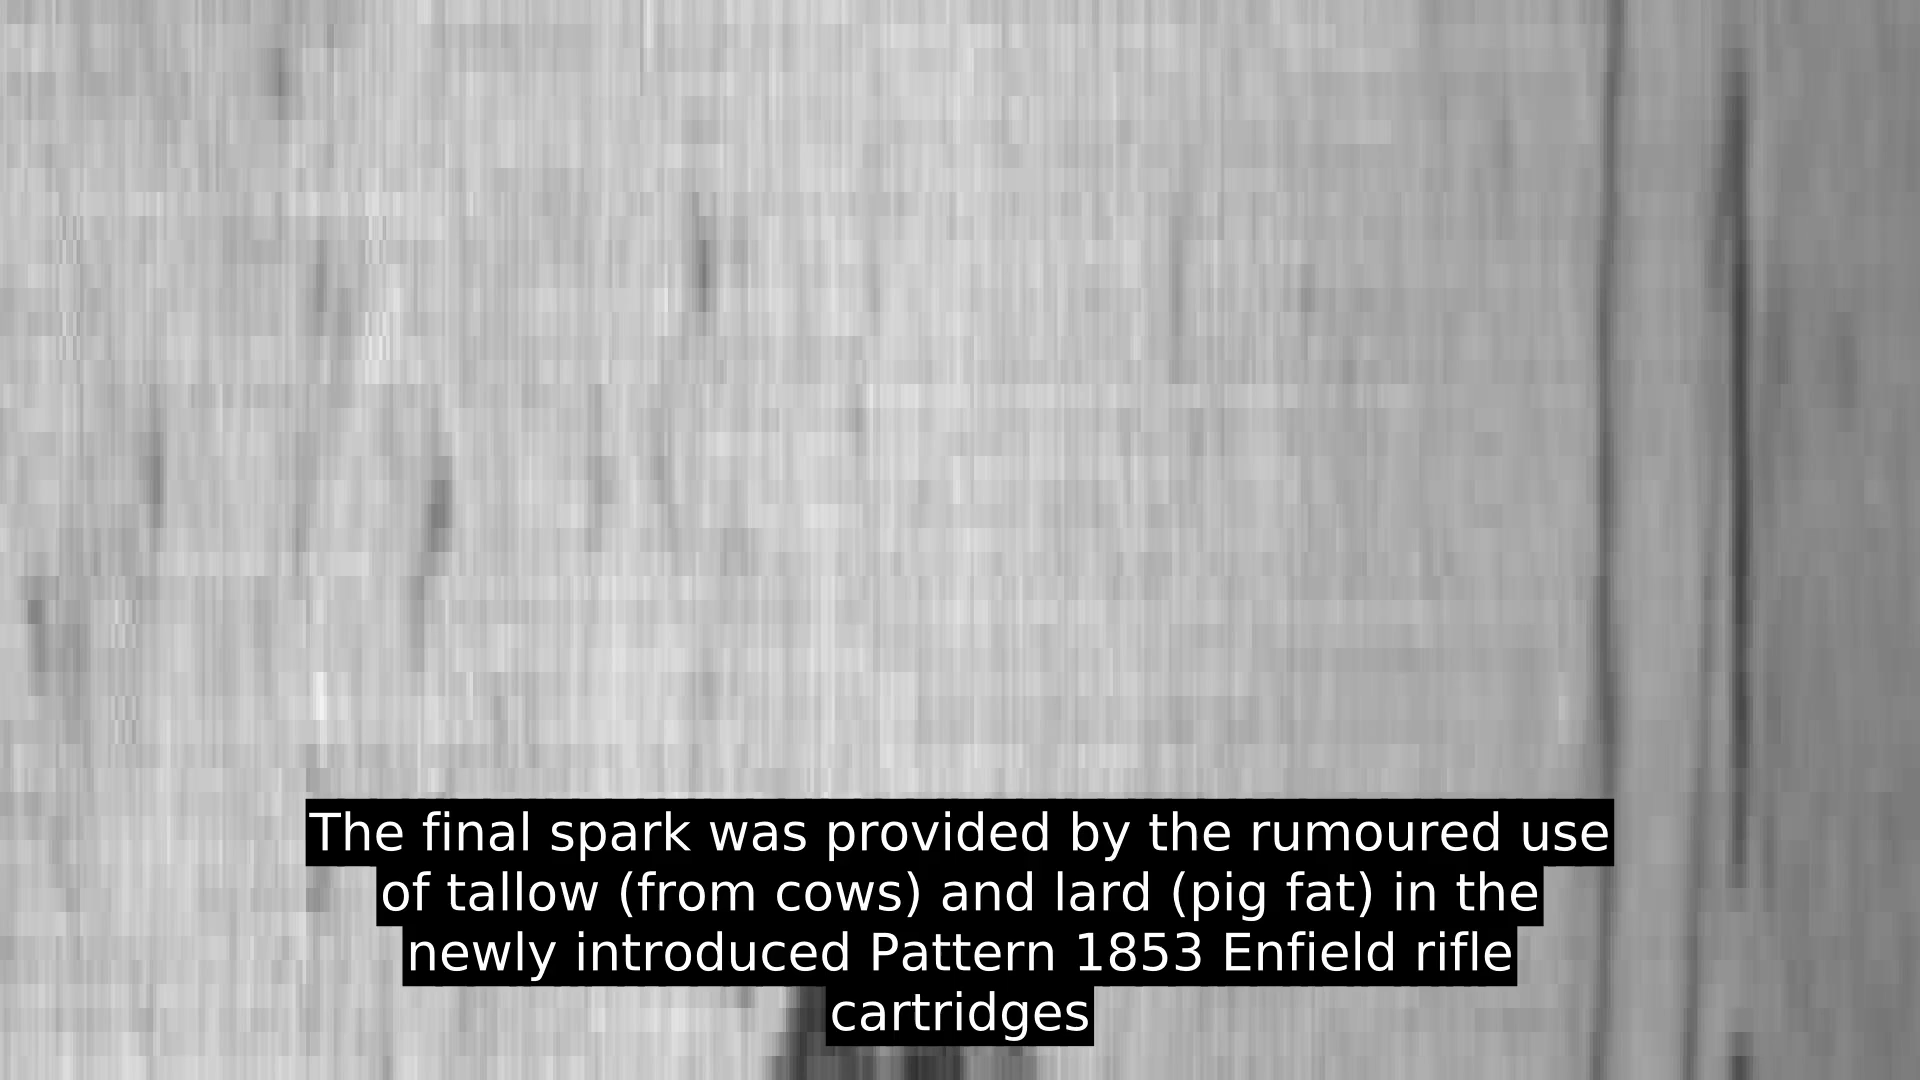 The final spark was provided by the rumoured use
of tallow (from cows) and lard (pig fat) in the
newly introduced Pattern 1853 Enfield rifle
cartridges